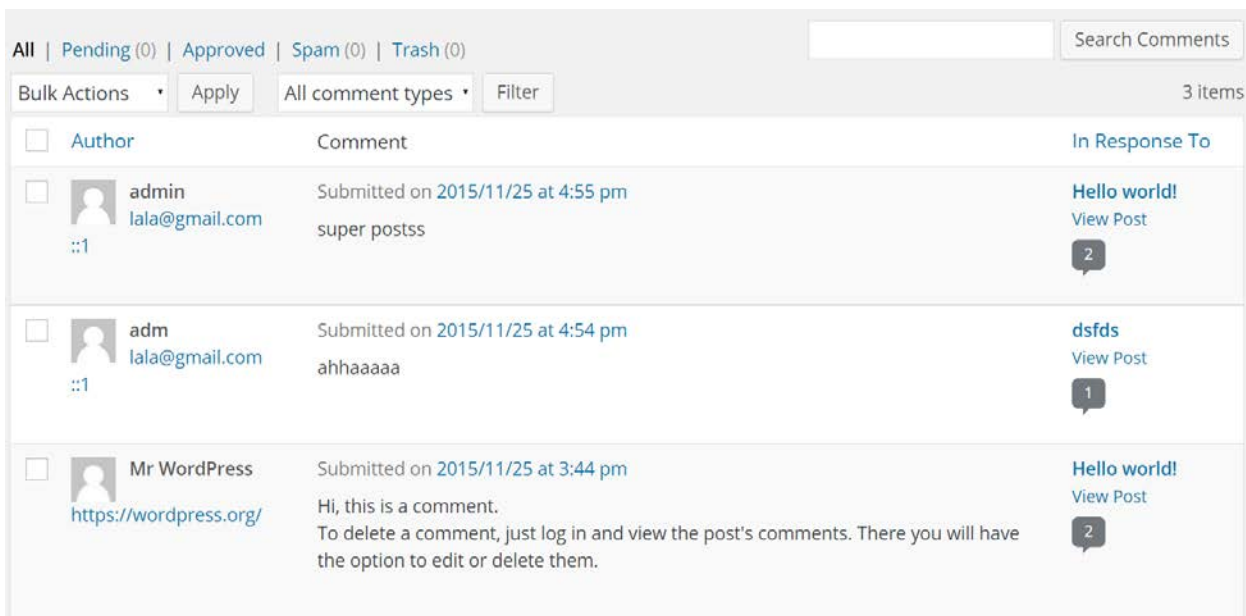 All | Pending (0) | Approved | Spam (0) | Trash (0)
Search Comments
Bulk Actions Apply All comment types Filter 3 items
Author Comment In Response To
admin Submitted on 2015/11/25 at 4:55 pm Hello world!
lala@gmail.com super postss View Post
::1 2
adm Submitted on 2015/11/25 at 4:54 pm dsfds
lala@gmail.com ahhaaaaa View Post
::1 1
Mr WordPress Submitted on 2015/11/25 at 3:44 pm Hello world!
Hi, this is a comment. View Post
https://wordpress.org/ To delete a comment, just log in and view the post's comments. There you will have 2
the option to edit or delete them.